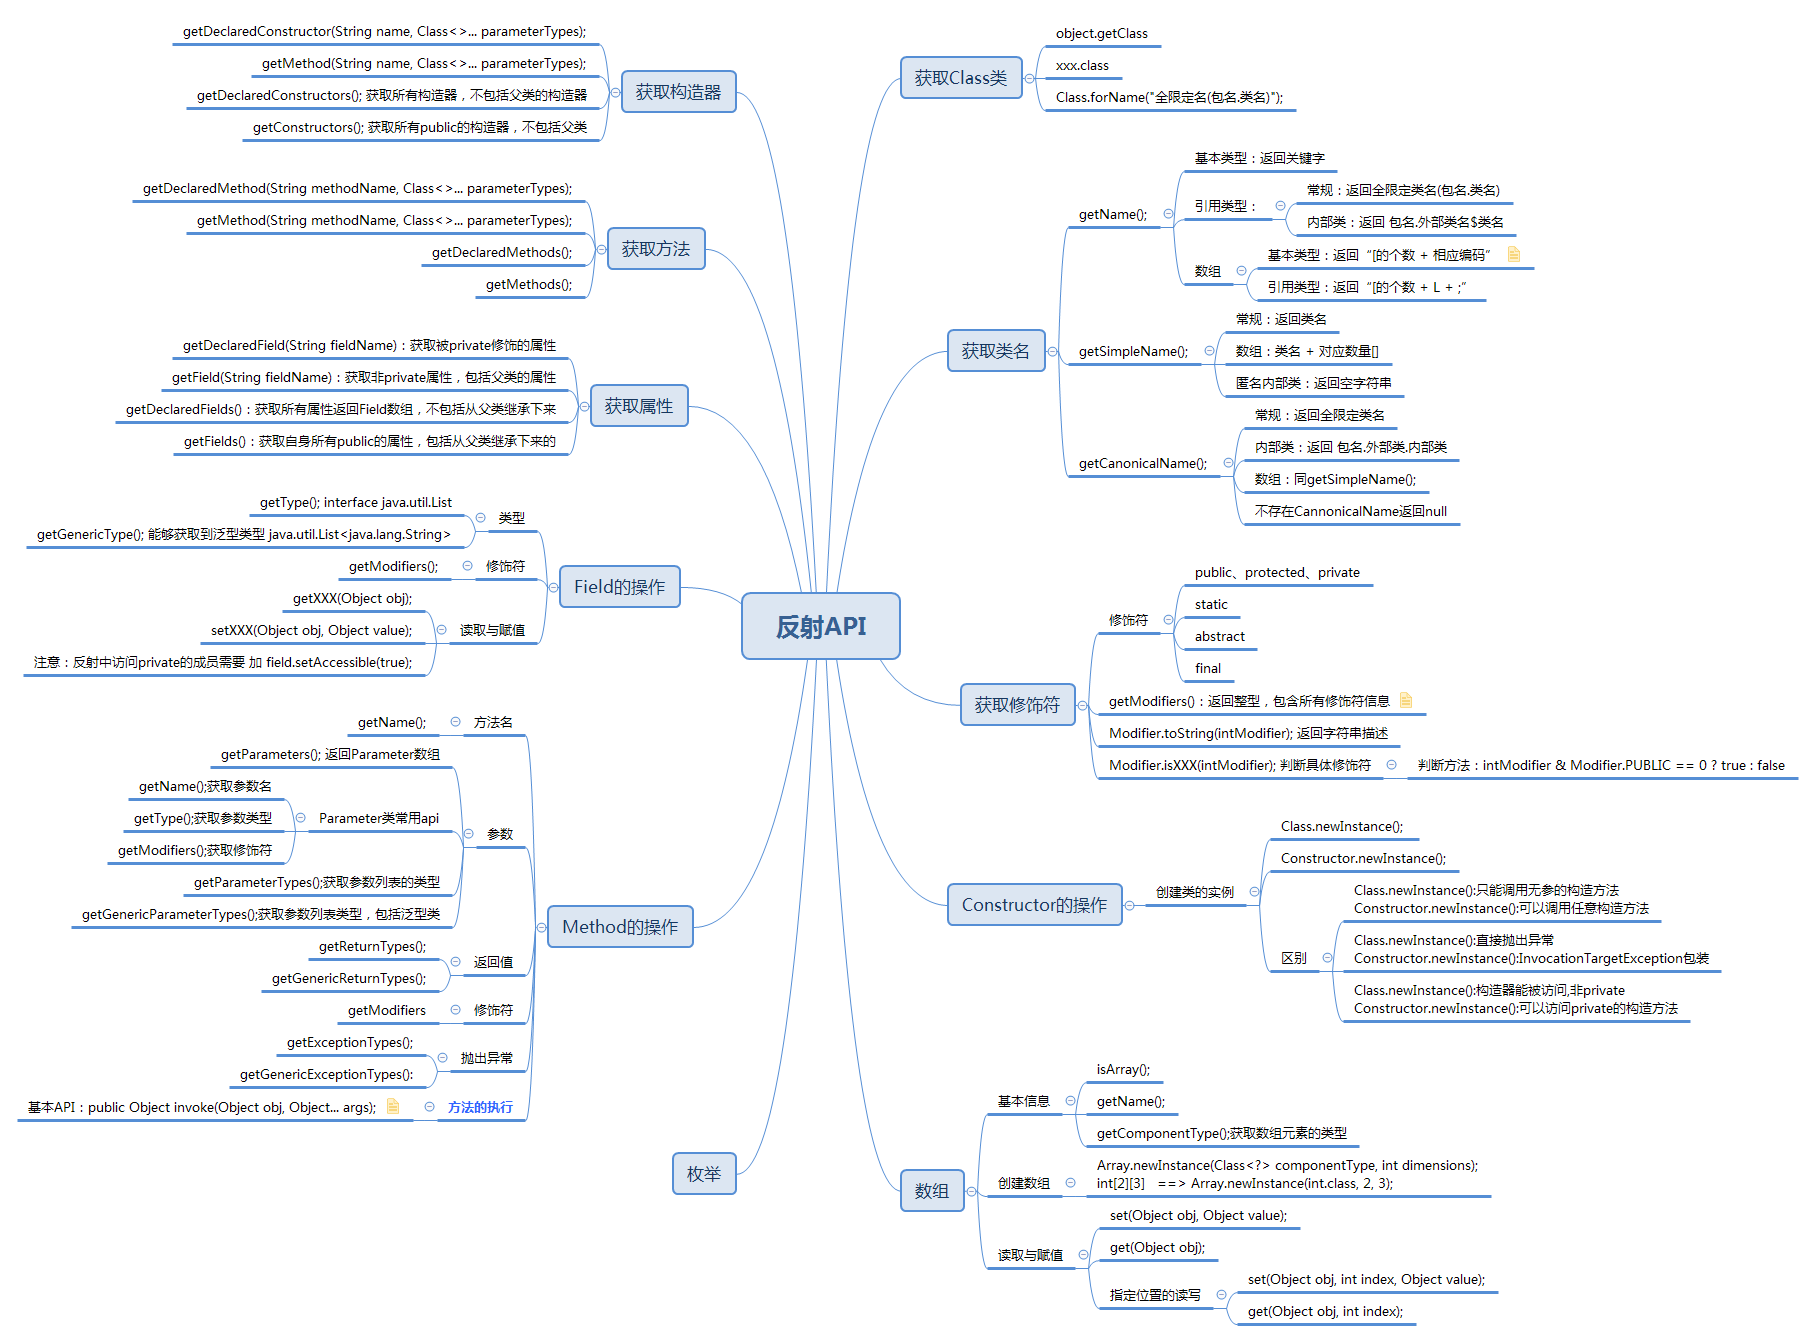 反射API
获取构造器
getDeclaredConstructor(String name, Class<>... parameterTypes);
getMethod(String name, Class<>... parameterTypes);
getDeclaredConstructors(); 获取所有构造器，不包括父类的构造器
getConstructors(); 获取所有public的构造器，不包括父类
获取方法
getDeclaredMethod(String methodName, Class<>... parameterTypes);
getMethod(String methodName, Class<>... parameterTypes);
getDeclaredMethods();
getMethods();
获取属性
getDeclaredField(String fieldName)：获取被private修饰的属性
getField(String fieldName)：获取非private属性，包括父类的属性
getDeclaredFields()：获取所有属性返回Field数组，不包括从父类继承下来
getFields()：获取自身所有public的属性，包括从父类继承下来的
Field的操作
类型
getType(); interface java.util.List
getGenericType(); 能够获取到泛型类型 java.util.List<java.lang.String>
修饰符
getModifiers();
读取与赋值
getXXX(Object obj);
setXXX(Object obj, Object value);
注意：反射中访问private的成员需要 加 field.setAccessible(true);
Method的操作
方法名
getName();
参数
getParameters(); 返回Parameter数组
Parameter类常用api
getName();获取参数名
getType();获取参数类型
getModifiers();获取修饰符
getParameterTypes();获取参数列表的类型
getGenericParameterTypes();获取参数列表类型，包括泛型类
返回值
getReturnTypes();
getGenericReturnTypes();
修饰符
getModifiers
抛出异常
getExceptionTypes();
getGenericExceptionTypes():
方法的执行
基本API：public Object invoke(Object obj, Object... args);
枚举
获取Class类
object.getClass
xxx.class
Class.forName("全限定名(包名.类名)");
获取类名
getName();
基本类型：返回关键字
引用类型：
常规：返回全限定类名(包名.类名)
内部类：返回 包名.外部类名$类名
数组
基本类型：返回“[的个数 + 相应编码”
引用类型：返回“[的个数 + L + ;”
getSimpleName();
常规：返回类名
数组：类名 + 对应数量[]
匿名内部类：返回空字符串
getCanonicalName();
常规：返回全限定类名
内部类：返回 包名.外部类.内部类
数组：同getSimpleName();
不存在CannonicalName返回null
获取修饰符
修饰符
public、protected、private
static
abstract
final
getModifiers()：返回整型，包含所有修饰符信息
Modifier.toString(intModifier); 返回字符串描述
Modifier.isXXX(intModifier); 判断具体修饰符
判断方法：intModifier & Modifier.PUBLIC == 0 ? true : false
Constructor的操作
创建类的实例
Class.newInstance();
Constructor.newInstance();
区别
Class.newInstance():只能调用无参的构造方法
Constructor.newInstance():可以调用任意构造方法
Class.newInstance():直接抛出异常
Constructor.newInstance():InvocationTargetException包装
Class.newInstance():构造器能被访问,非private
Constructor.newInstance():可以访问private的构造方法
数组
基本信息
isArray();
getName();
getComponentType();获取数组元素的类型
创建数组
Array.newInstance(Class<?> componentType, int dimensions);
int[2][3] ==> Array.newInstance(int.class, 2, 3);
读取与赋值
set(Object obj, Object value);
get(Object obj);
指定位置的读写
set(Object obj, int index, Object value);
get(Object obj, int index);